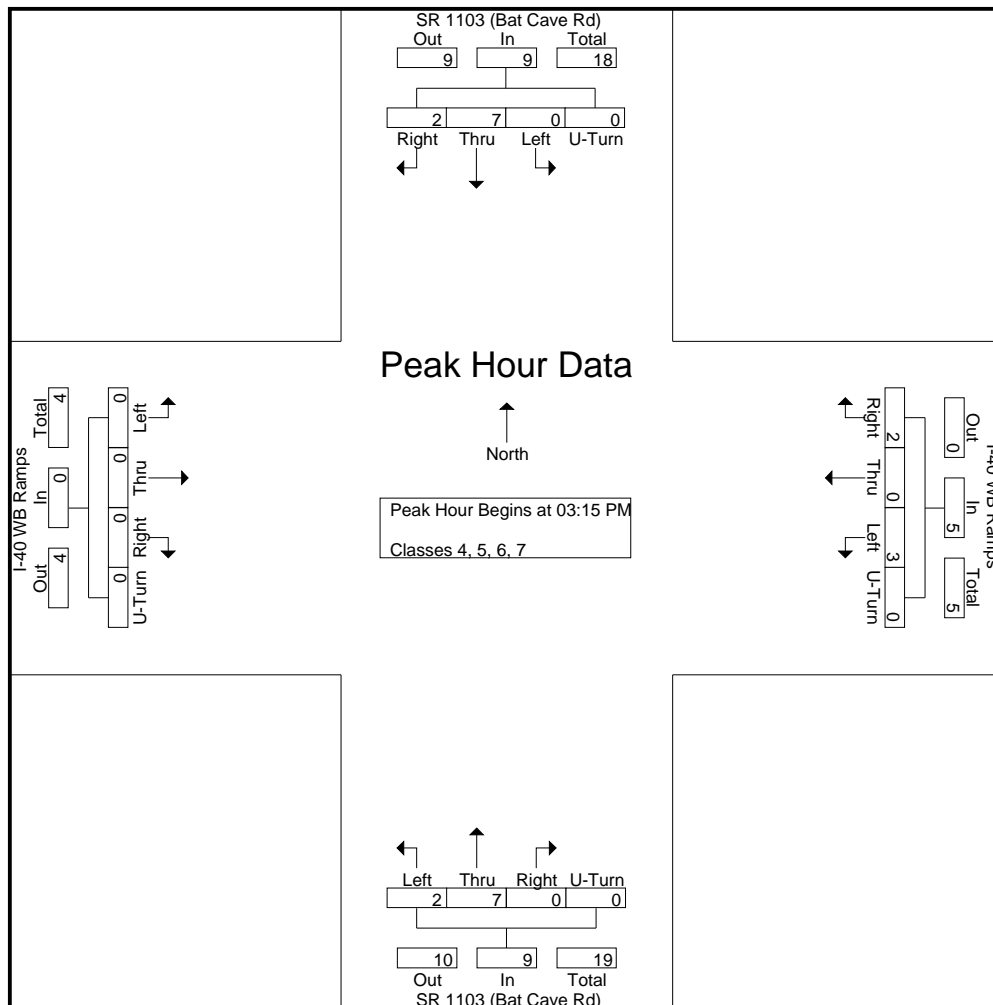 SR 1103 (Bat Cave Rd)
Out In Total
9 9 18
2 7 0 0
Right Thru Left U-Turn
Peak Hour Data
North
Peak Hour Begins at 03:15 PM
Classes 4, 5, 6, 7
I-40 WB Ramps
Out In Total
4 0 4
0 0 0 0
U-Turn Right Thru Left
I-40 WB Ramps
Out In Total
0 5 5
2 0 3 0
Right Thru Left U-Turn
Left Thru Right U-Turn
2 7 0 0
10 9 19
Out In Total
SR 1103 (Bat Cave Rd)